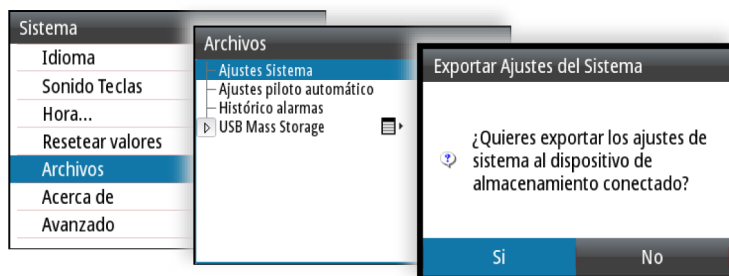 Sistema
Idioma
Sonido Teclas
Hora...
Resetear valores
Archivos
Acerca de
Avanzado
Archivos
Ajustes Sistema
Ajustes piloto automático
Histórico alarmas
USB Mass Storage
Exportar Ajustes del Sistema
¿Quieres exportar los ajustes de
sistema al dispositivo de
almacenamiento conectado?
Si
No